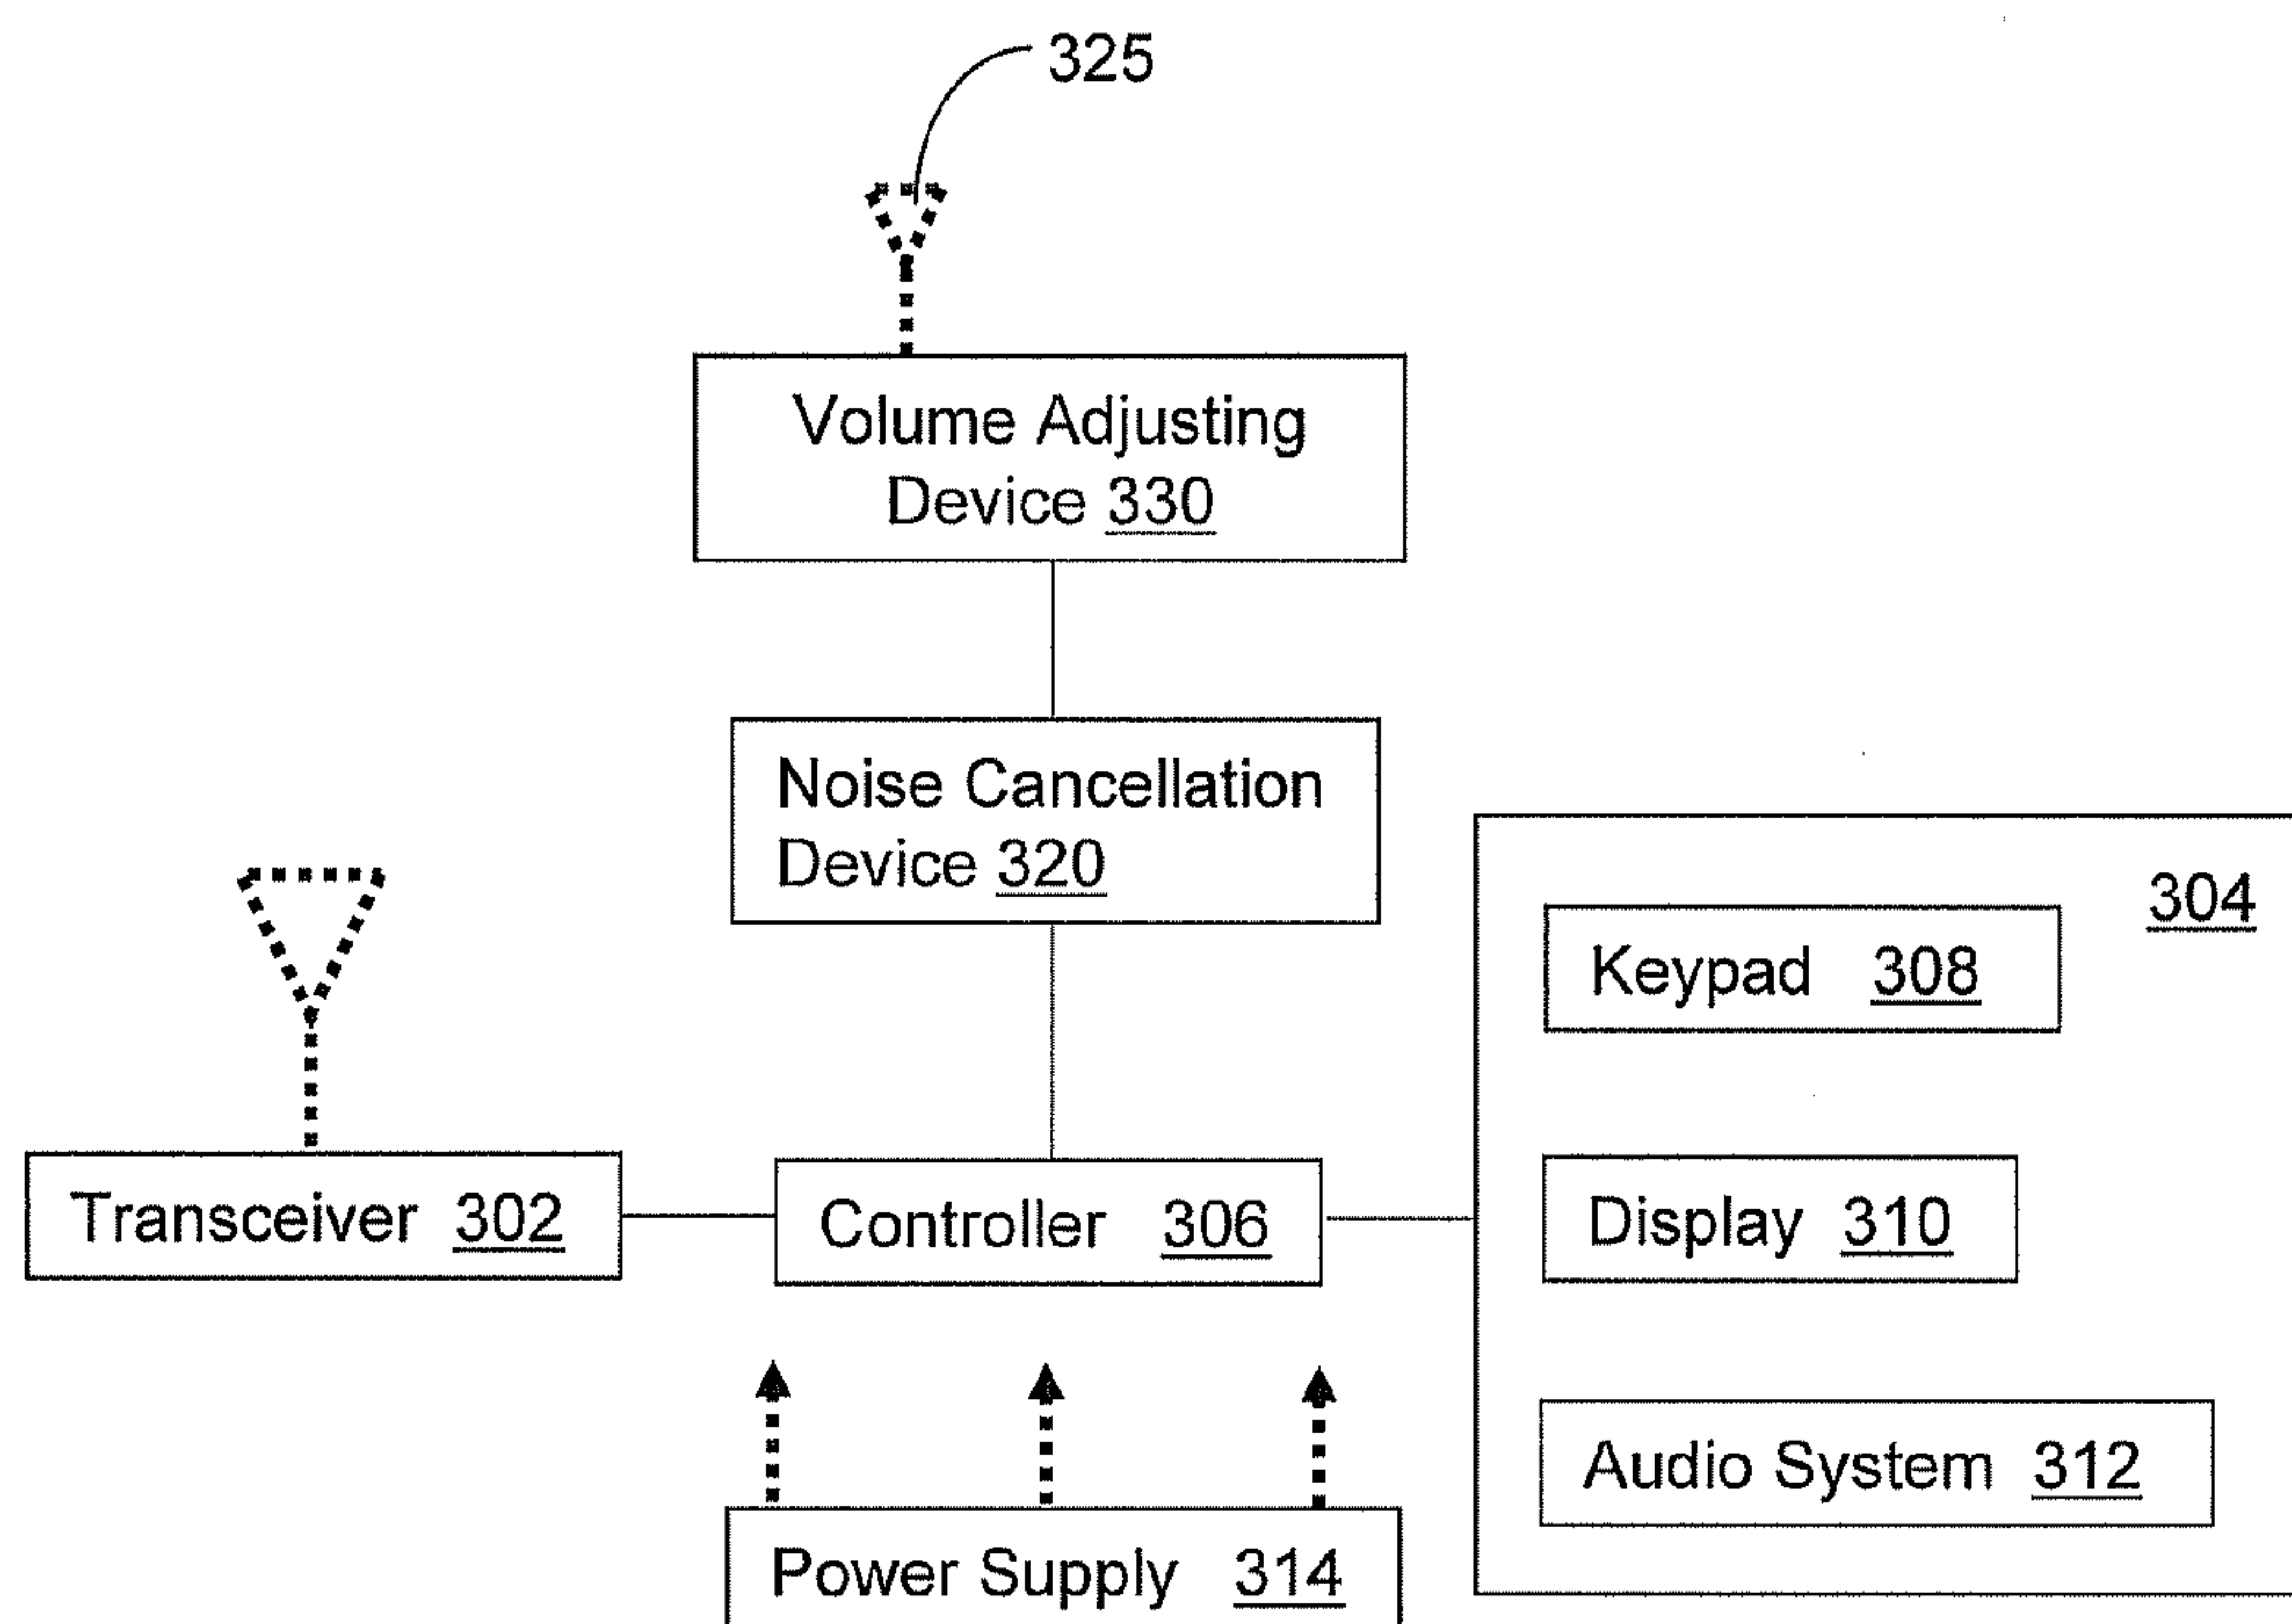 325
Volume Adjusting
Device 330
Noise Cancellation
Device 320
304
Keypad 308
Transceiver 302
Controller 306
Display 310
Audio System 312
Power Supply 314